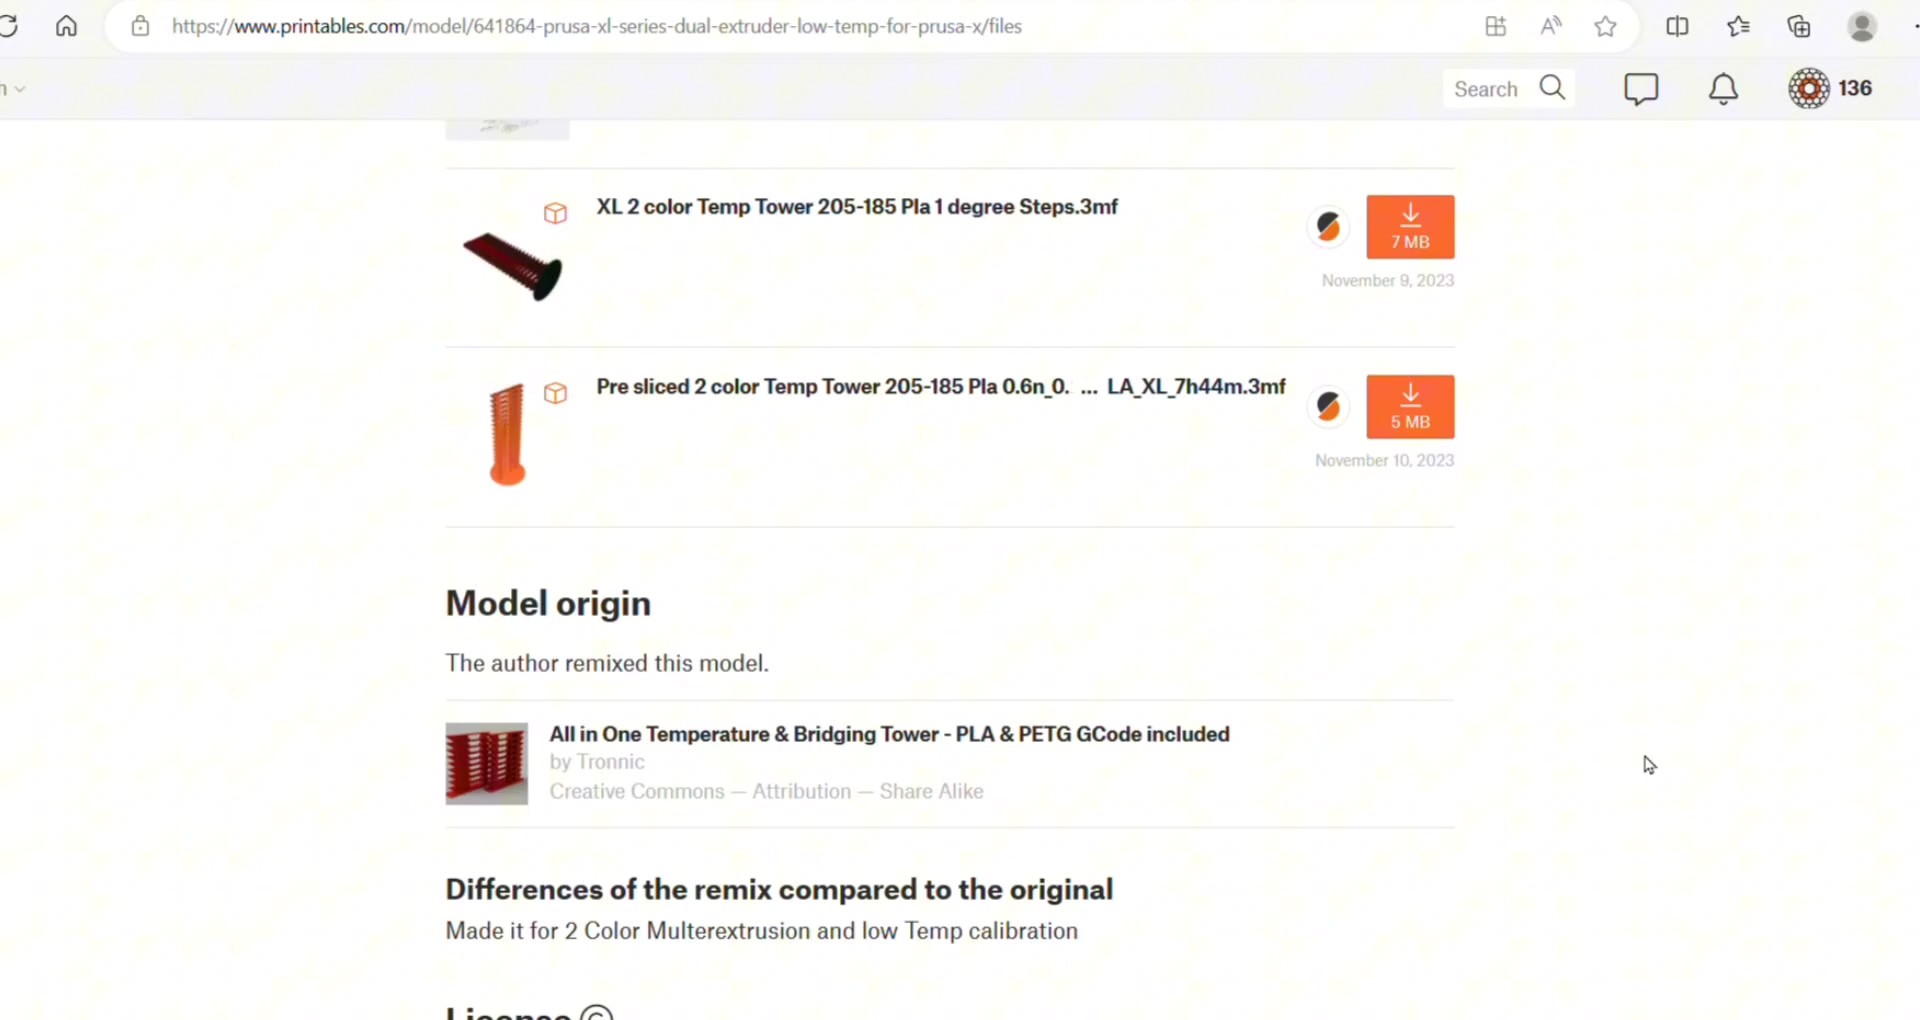 https://www.printables.com/model/641864-prusa-xl-series-dual-extruder-low-temp-for-prusa-x/files
Search
136
XL 2 color Temp Tower 205-185 Pla 1 degree Steps.3mf
7 MB
November 9, 2023
Pre sliced 2 color Temp Tower 205-185 Pla 0.6n_0. ... LA_XL_7h44m.3mf
5 MB
November 10, 2023
Model origin
The author remixed this model.
All in One Temperature & Bridging Tower - PLA & PETG GCode included
by Tronnic
Creative Commons — Attribution — Share Alike
Differences of the remix compared to the original
Made it for 2 Color Multerextrusion and low Temp calibration
License